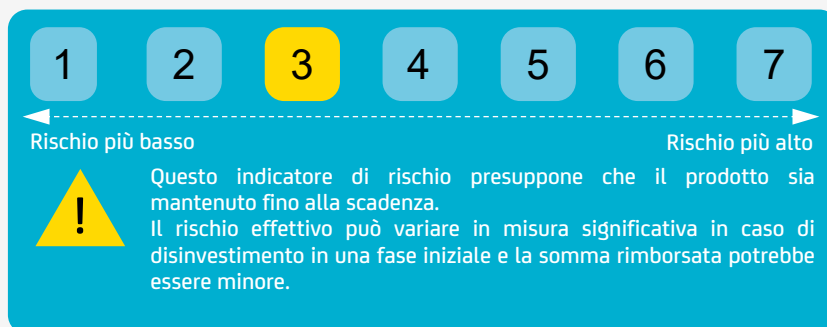 1 2 3 4 5 6 7
Rischio più basso Rischio più alto
Questo indicatore di rischio presuppone che il prodotto sia
mantenuto fino alla scadenza.
!
Il rischio effettivo può variare in misura significativa in caso di
disinvestimento in una fase iniziale e la somma rimborsata potrebbe
essere minore.